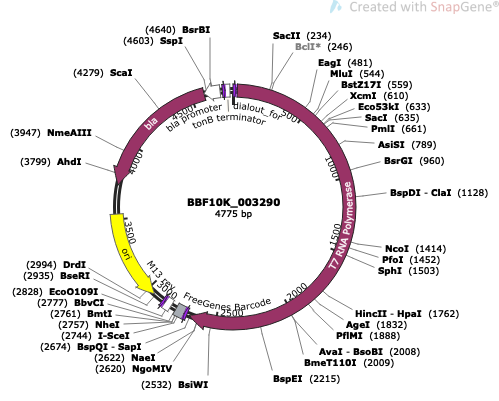 Created with SnapGene®
(4640) BsrBI
(4603) SspI
(4279) ScaI
(3947) NmeAIII
(3799) AhdI
SacII (234)
BclI* (246)
EagI (481)
MluI (544)
BstZ17I (559)
XcmI (610)
Eco53kI (633)
SacI (635)
PmlI (661)
AsiSI (789)
BsrGI (960)
BspDI - ClaI (1128)
NcoI (1414)
PfoI (1452)
SphI (1503)
HincII - HpaI (1762)
AgeI (1832)
PflMI (1888)
AvaI - BsoBI (2008)
BmeT110I (2009)
BspEI (2215)
(2994) DrdI
(2935) BseRI
(2828) EcoO109I
(2777) BbvCI
(2761) BmtI
(2757) NheI
(2744) I-SceI
(2674) BspQI - SapI
(2622) NaeI
(2620) NgoMIV
(2532) BsiWI
BBF10K_003290
4775 bp
bla
bla promoter
tonB terminator
dialout_for
T7 RNA Polymerase
FreeGenes Barcode
M13 rev
ori
500
1000
1500
2000
2500
3000
3500
4000
4500